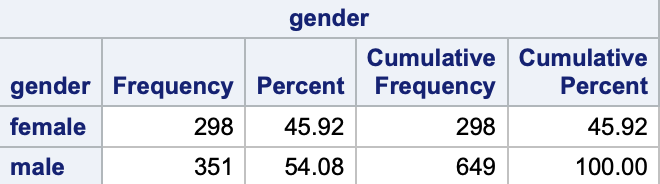 gender
Cumulative Cumulative
gender Frequency Percent Frequency Percent
female 298 45.92 298 45.92
male 351 54.08 649 100.00